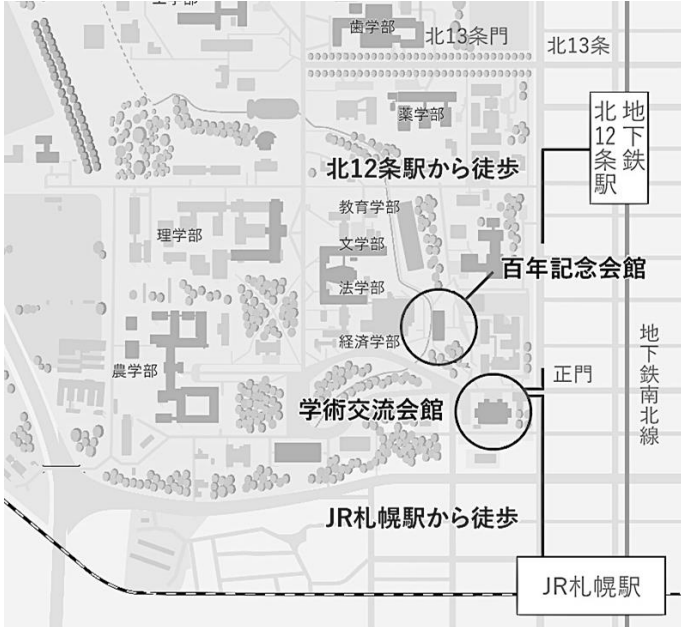 工学部
歯学部
北13条門
北13条
薬学部
地下鉄
北12条駅
北12条駅から徒歩
教育学部
理学部
文学部
百年記念会館
法学部
経済学部
地下鉄南北線
農学部
正門
学術交流会館
JR札幌駅から徒歩
JR札幌駅